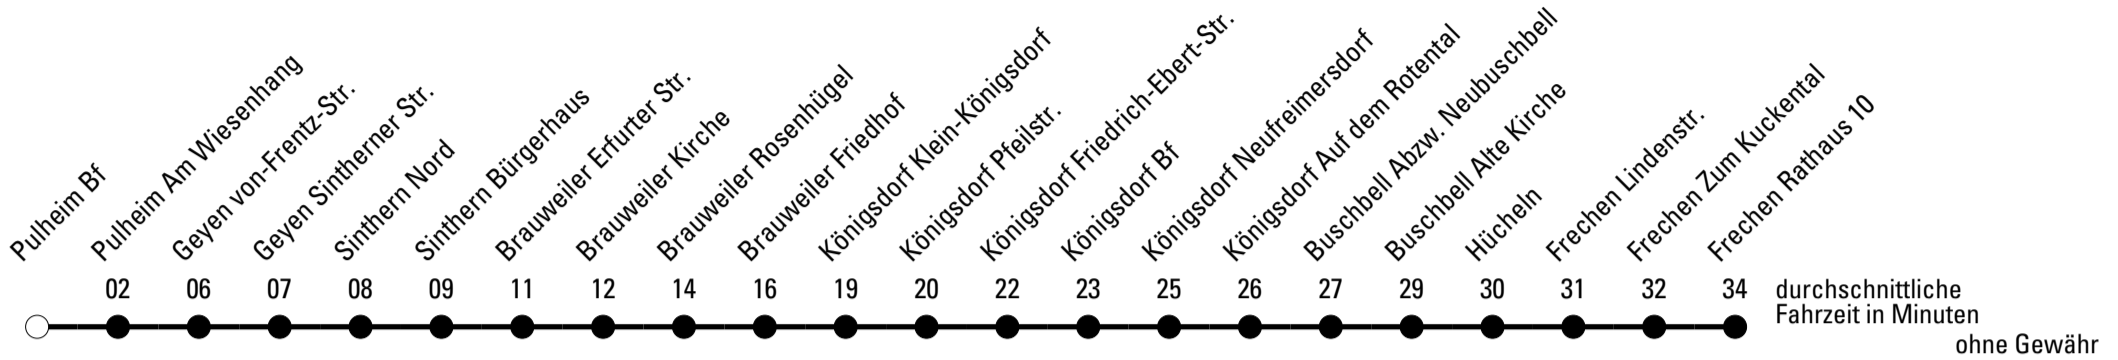 Pulheim Bf
Pulheim Am Wiesenhang
Geyen von-Frentz-Str.
Geyen Sintherner Str.
Sinthern Nord
Sinthern Bürgerhaus
Brauweiler Erfurter Str.
Brauweiler Kirche
Brauweiler Rosenhügel
Brauweiler Friedhof
Königsdorf Klein-Königsdorf
Königsdorf Pfeilstr.
Königsdorf Friedrich-Ebert-Str.
Königsdorf Bf
Königsdorf Neufreimersdorf
Königsdorf Auf dem Rotental
Buschbell Abzw. Neubuschbell
Buschbell Alte Kirche
Hücheln
Frechen Lindenstr.
Frechen Zum Kuckental
Frechen Rathaus 10
02 06 07 08 09 11 12 14 16 19 20 22 23 25 26 27 29 30 31 32 34 durchschnittliche
Fahrzeit in Minuten
ohne Gewähr